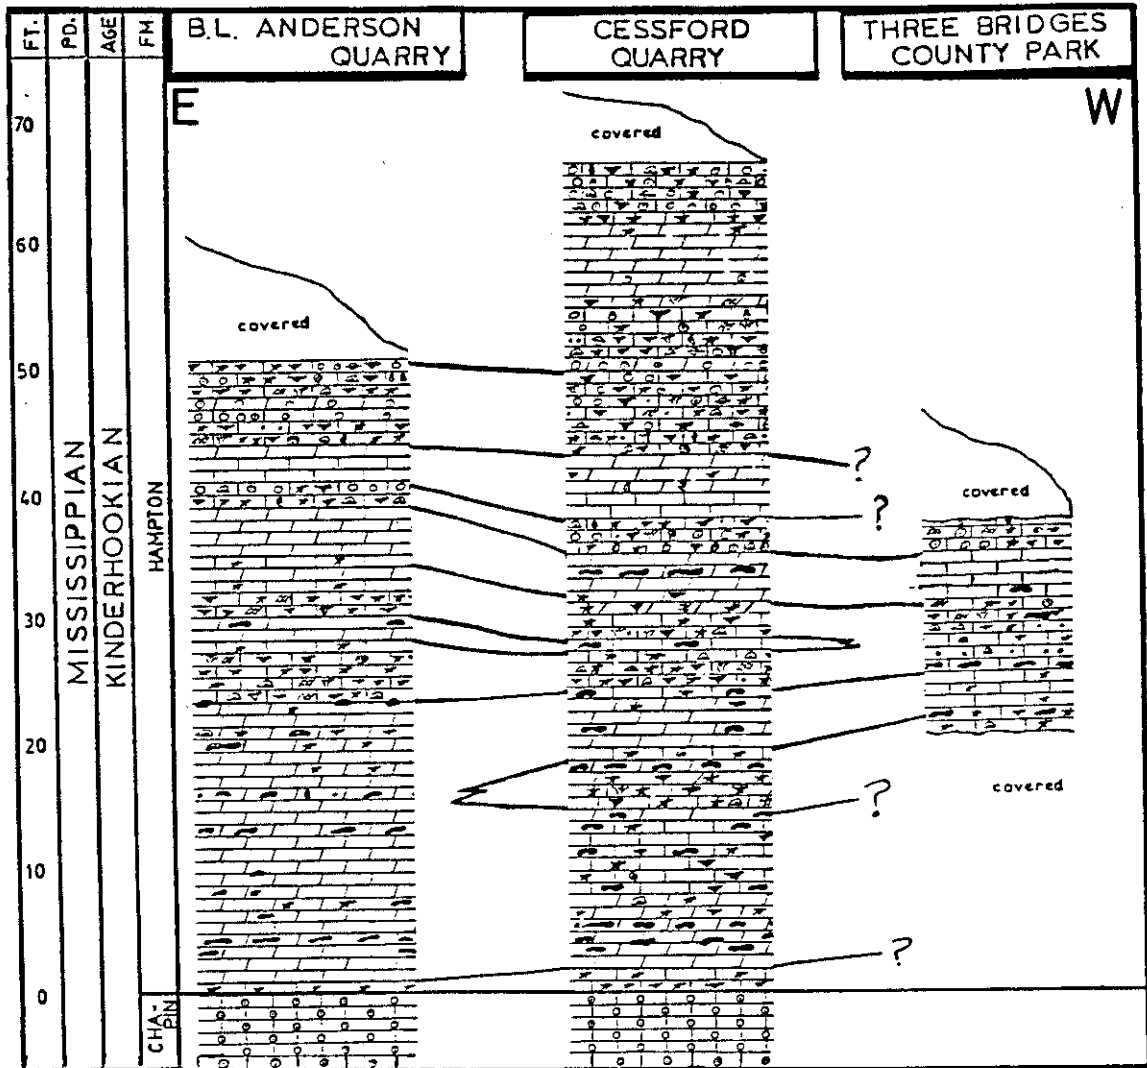 FT.
PD.
AGE
FM.
B.L. ANDERSON
QUARRY
CESSFORD
QUARRY
THREE BRIDGES
COUNTY PARK
E
W
70
60
50
40
30
20
10
0
MISSISSIPPIAN
KINDERHOOKIAN
HAMPTON
CHA-
PIN
covered
covered
covered
covered
?
?
?
?